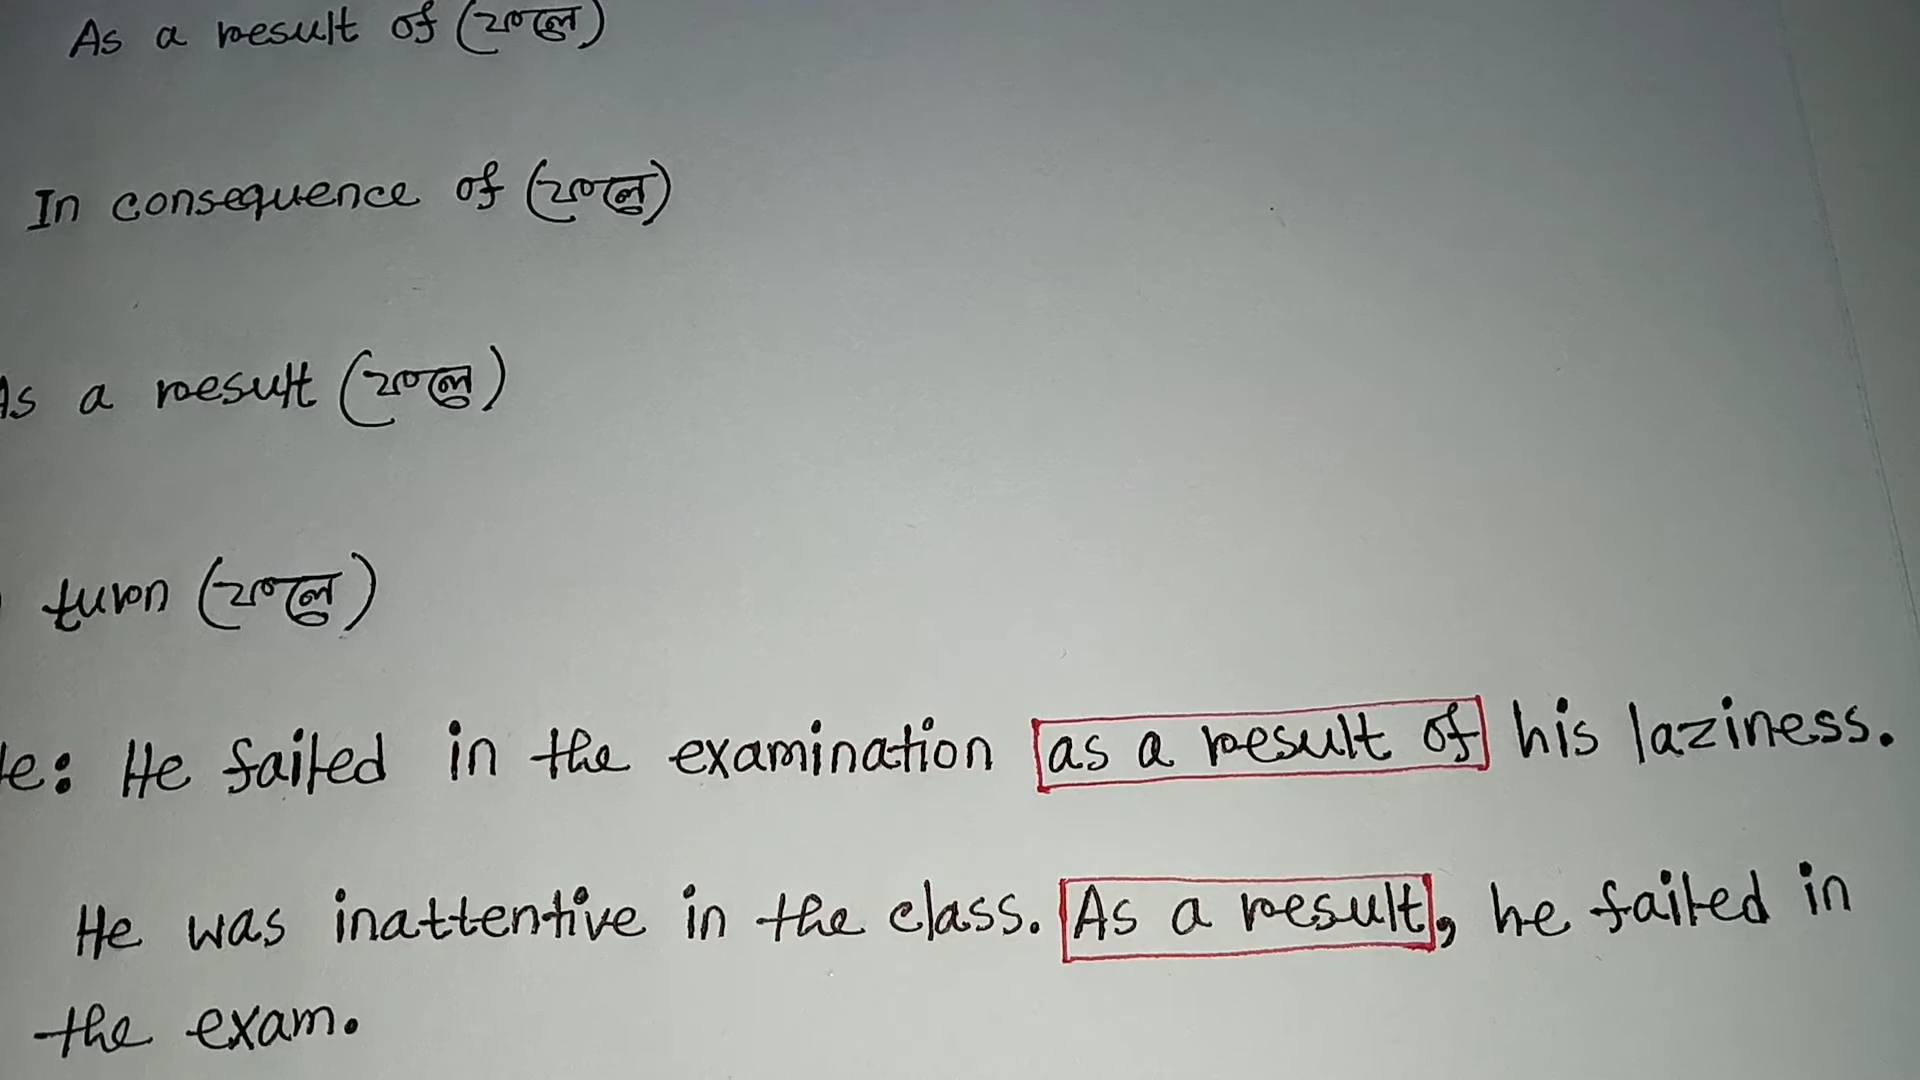 As a result of (ফলে)
In consequence of (ফলে)
As a result (ফলে)
turn (ফলে)
le: He failed in the examination as a result of his laziness.
He was inattentive in the class. As a result, he failed in
the exam.